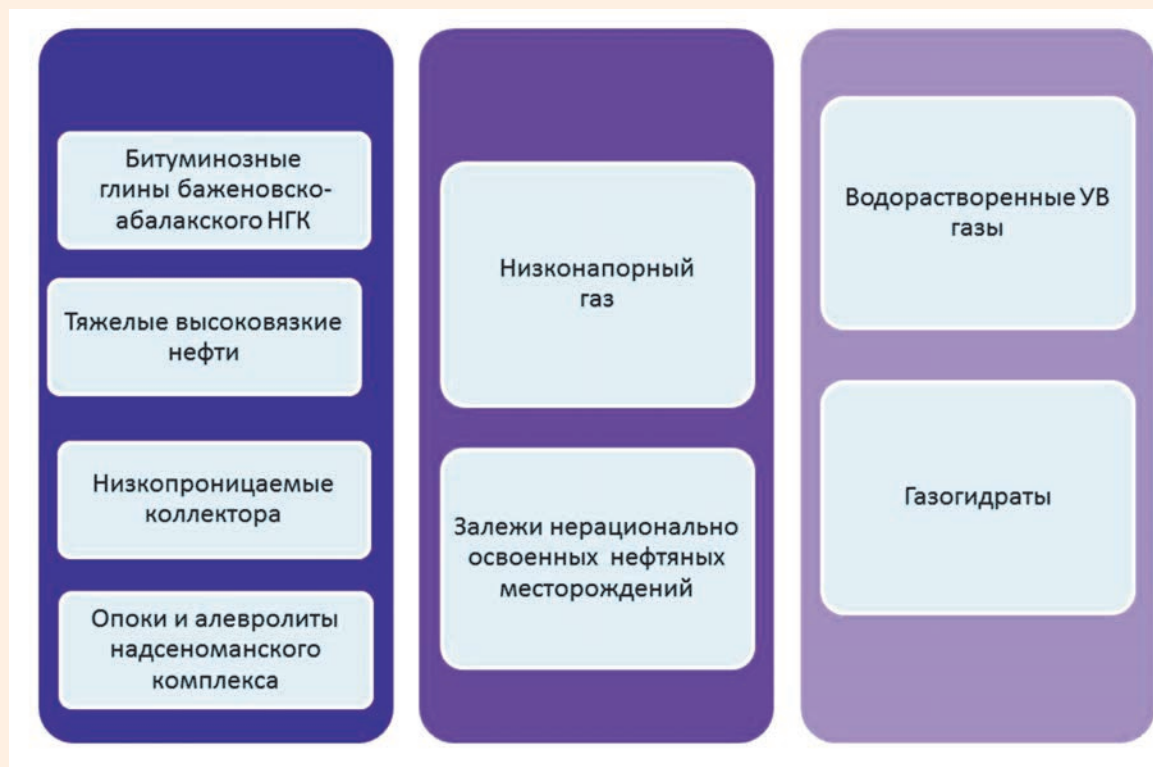 Битуминозные
глины баженовско-
абалакского НГК
Тяжелые высоковязкие
нефти
Низкопроницаемые
коллектора
Опоки и алевролиты
надсеноманского
комплекса
Низконапорный
газ
Залежи нерационально
освоенных нефтяных
месторождений
Водорастворенные УВ
газы
Газогидраты